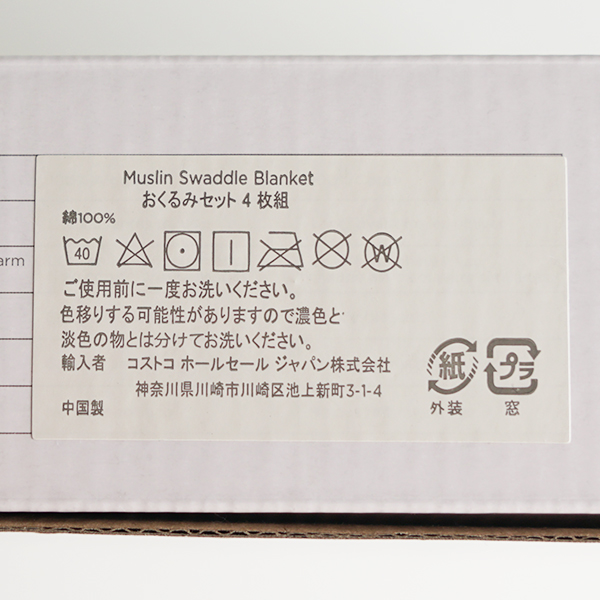 Muslin Swaddle Blanket
おくるみセット 4 枚組
綿100%
40
W
arm
ご使用前に一度お洗いください。
色移りする可能性がありますので濃色と
淡色の物とは分けてお洗いください。
輸入者 コストコ ホールセール ジャパン株式会社
神奈川県川崎市川崎区池上新町3-1-4
中国製
紙 プラ
外装 窓